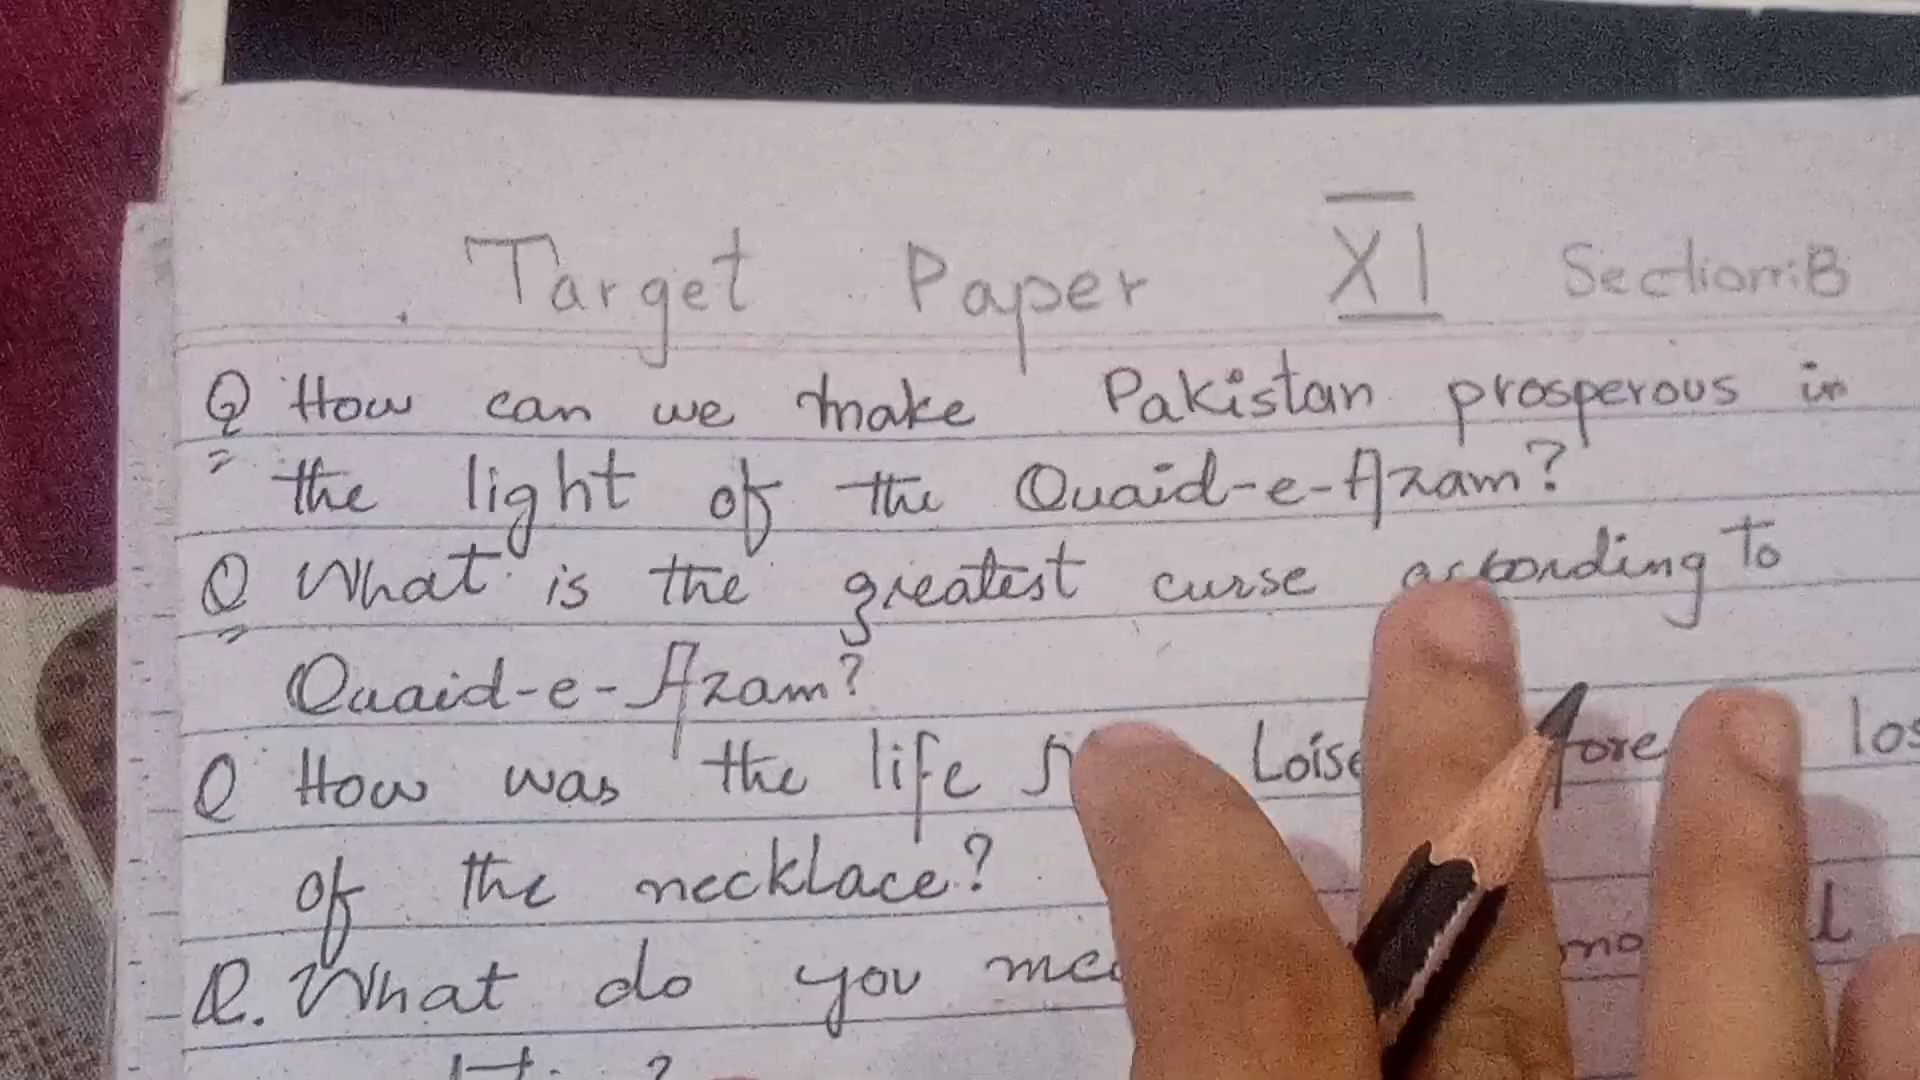 Target Paper XI Section:B
Q How can we make Pakistan prosperous in
the light of the Quaid-e-Azam?
Q What is the greatest curse according to
Quaid-e-Azam?
Q How was the life Loise los
of the necklace?
Q. What do you